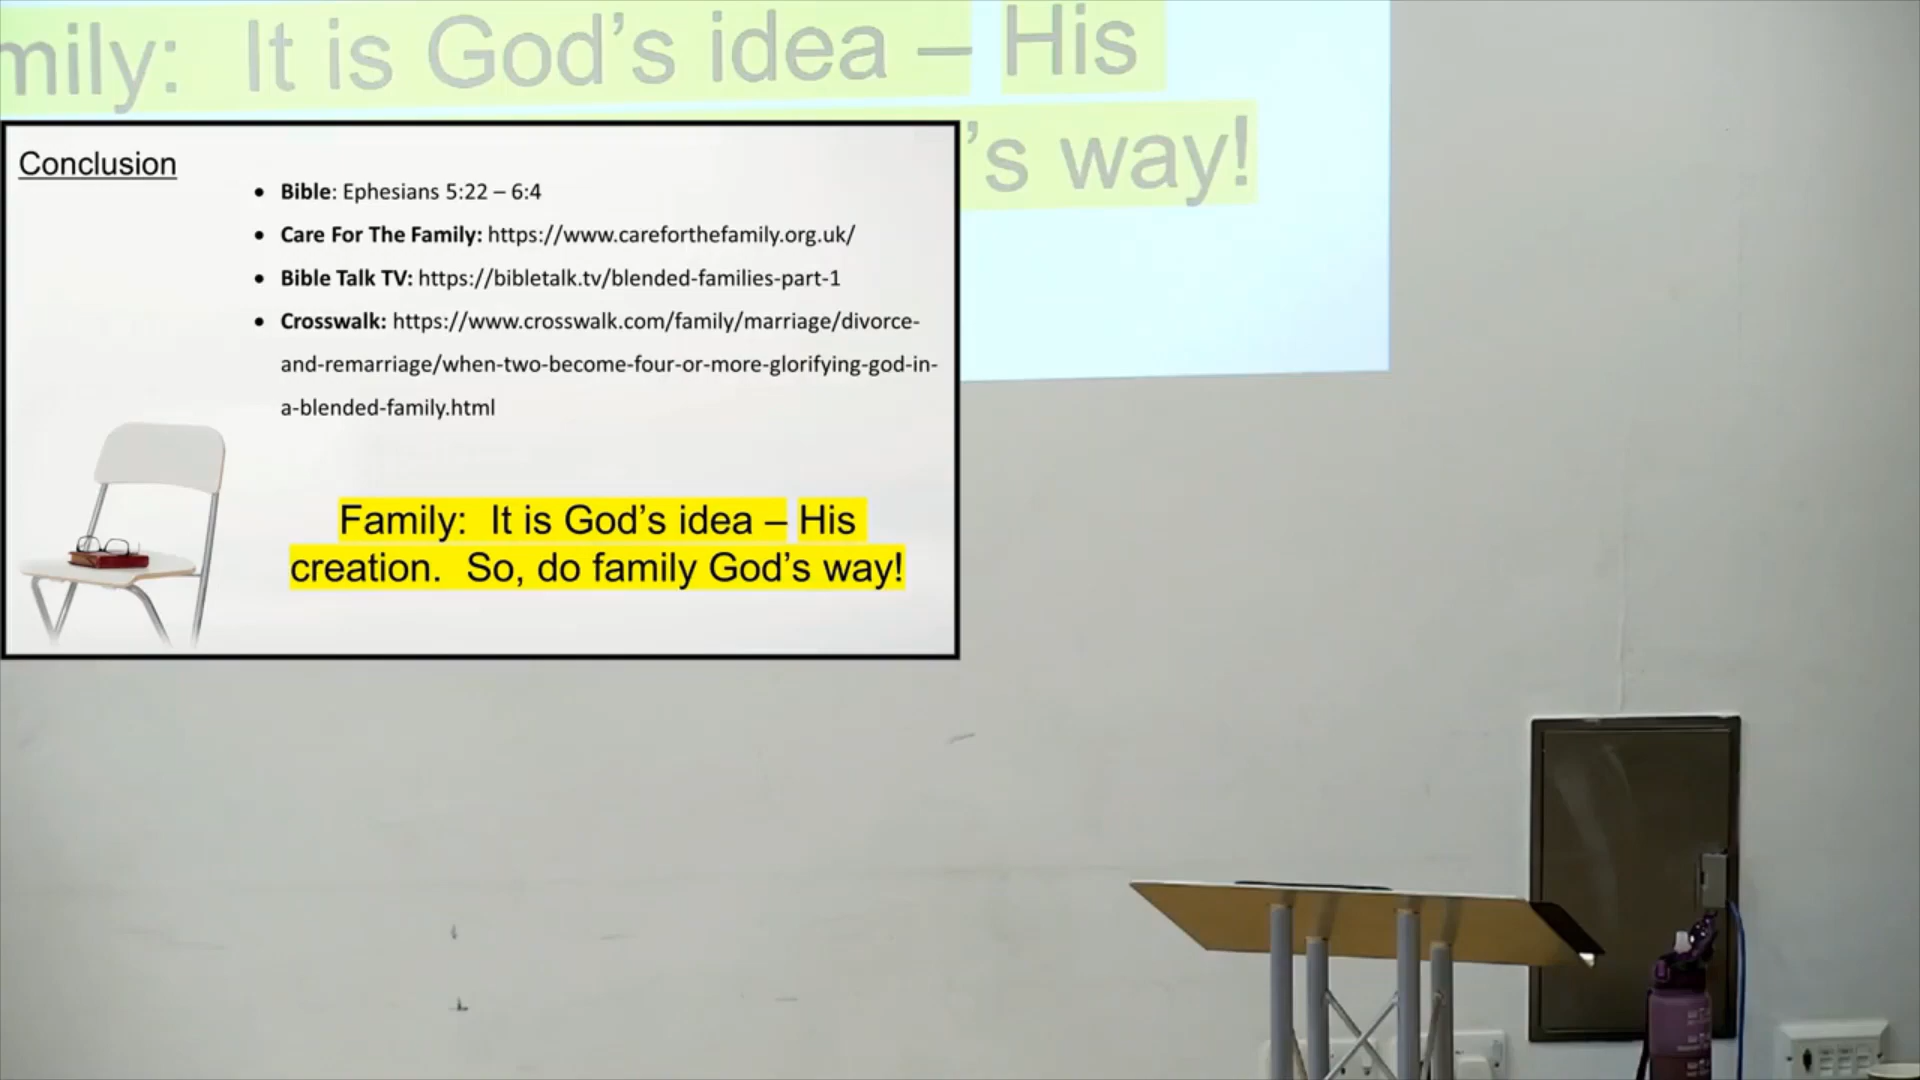 mily: It is God's idea – His
's way!
Conclusion
• Bible: Ephesians 5:22 – 6:4
• Care For The Family: https://www.careforthefamily.org.uk/
• Bible Talk TV: https://bibletalk.tv/blended-families-part-1
• Crosswalk: https://www.crosswalk.com/family/marriage/divorce-
and-remarriage/when-two-become-four-or-more-glorifying-god-in-
a-blended-family.html
Family: It is God's idea – His
creation. So, do family God's way!